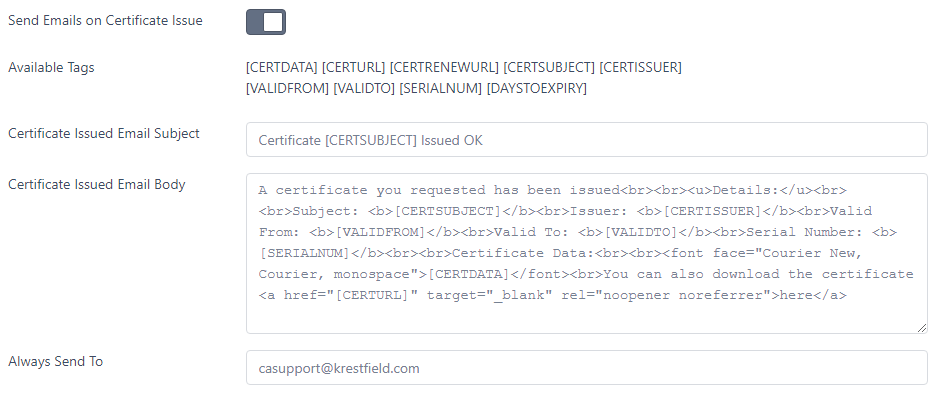 Send Emails on Certificate Issue
Available Tags
[CERTDATA] [CERTURL] [CERTRENEWURL] [CERTSUBJECT] [CERTISSUER]
[VALIDFROM] [VALIDTO] [SERIALNUM] [DAYSTOEXPIRY]
Certificate Issued Email Subject
Certificate [CERTSUBJECT] Issued OK
Certificate Issued Email Body
A certificate you requested has been issued<br><br><u>Details:</u><br>
<br>Subject: <b>[CERTSUBJECT]</b><br>Issuer: <b>[CERTISSUER]</b><br>Valid
From: <b>[VALIDFROM]</b><br>Valid To: <b>[VALIDTO]</b><br>Serial Number: <b>
[SERIALNUM]</b><br><br>Certificate Data:<br><br><font face="Courier New,
Courier, monospace">[CERTDATA]</font><br>You can also download the certificate
<a href="[CERTURL]" target="_blank" rel="noopener noreferrer">here</a>
Always Send To
casupport@krestfield.com